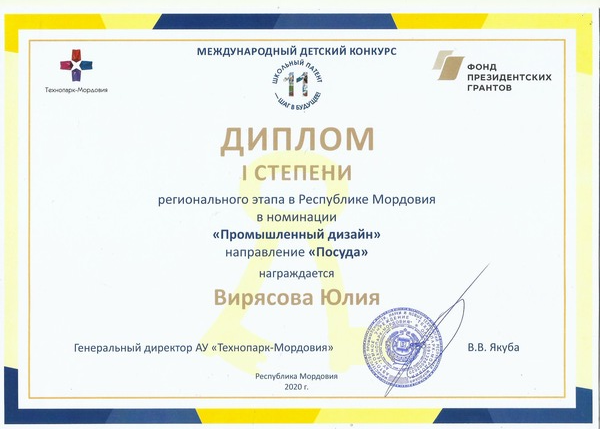 МЕЖДУНАРОДНЫЙ ДЕТСКИЙ КОНКУРС
ШКОЛЬНЫЙ ПАТЕНТ
11
— ШАГ В БУДУЩЕЕ!
Технопарк-Мордовия
ФОНД
ПРЕЗИДЕНТСКИХ
ГРАНТОВ
ДИПЛОМ
I СТЕПЕНИ
регионального этапа в Республике Мордовия
в номинации
«Промышленный дизайн»
направление «Посуда»
награждается
Вирясова Юлия
Генеральный директор АУ «Технопарк-Мордовия»
В.В. Якуба
Республика Мордовия
2020 г.